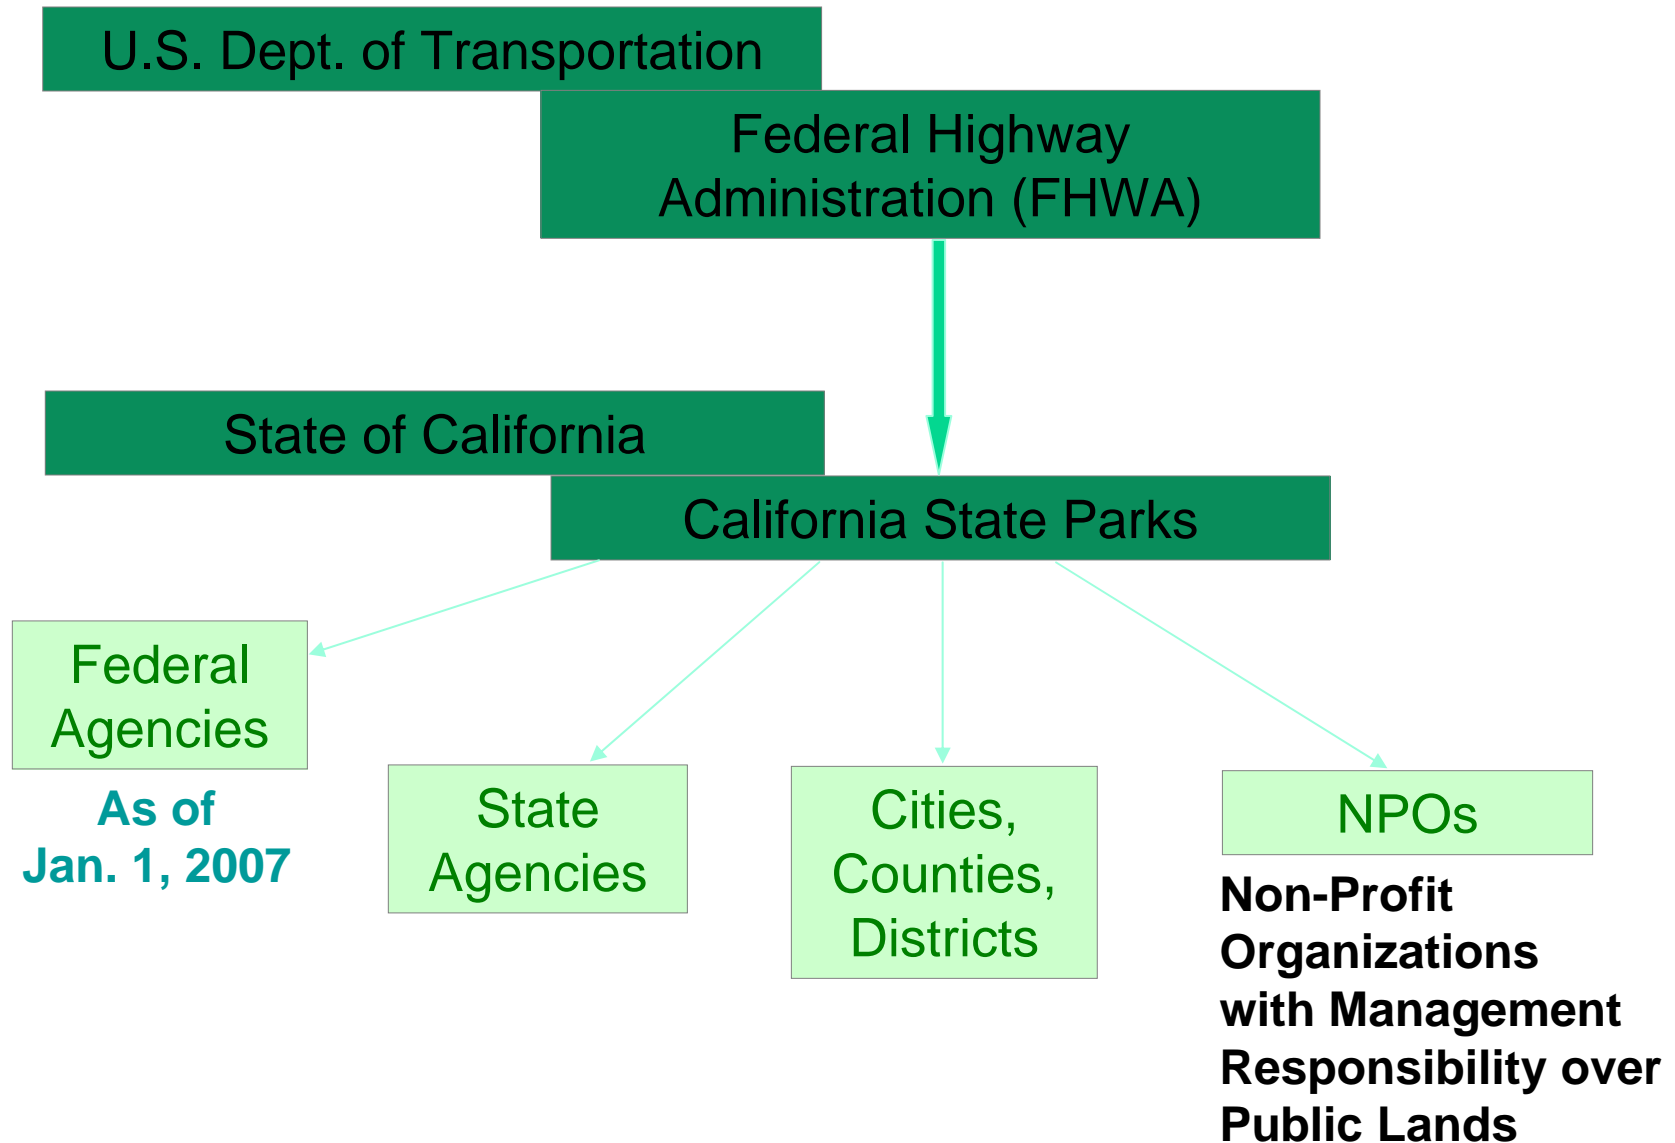 U.S. Dept. of Transportation
Federal Highway
Administration (FHWA)
State of California
California State Parks
Federal
Agencies
As of
Jan. 1, 2007
State
Agencies
Cities,
Counties,
Districts
NPOs
Non-Profit
Organizations
with Management
Responsibility over
Public Lands